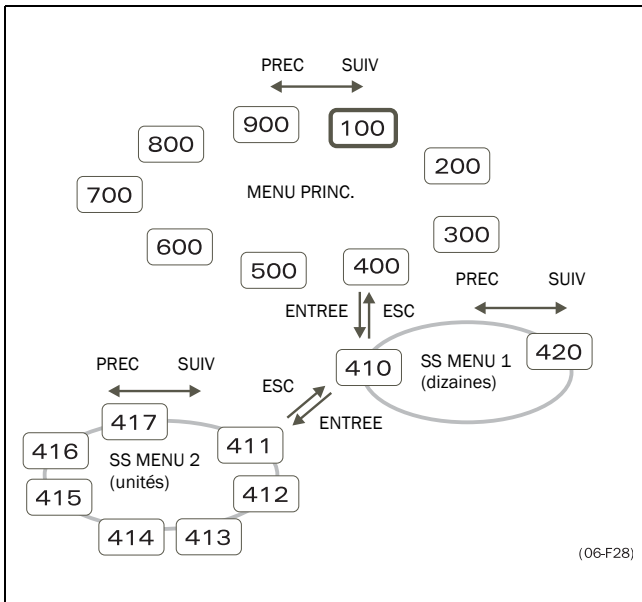 PREC SUIV
900 100
800
200
700
MENU PRINC.
600
300
500
400
PREC SUIV
ENTREE ESC
410
SS MENU 1
(dizaines)
420
PREC SUIV
ESC
ENTREE
417
411
416
SS MENU 2
(unités)
415
412
414 413
(06-F28)